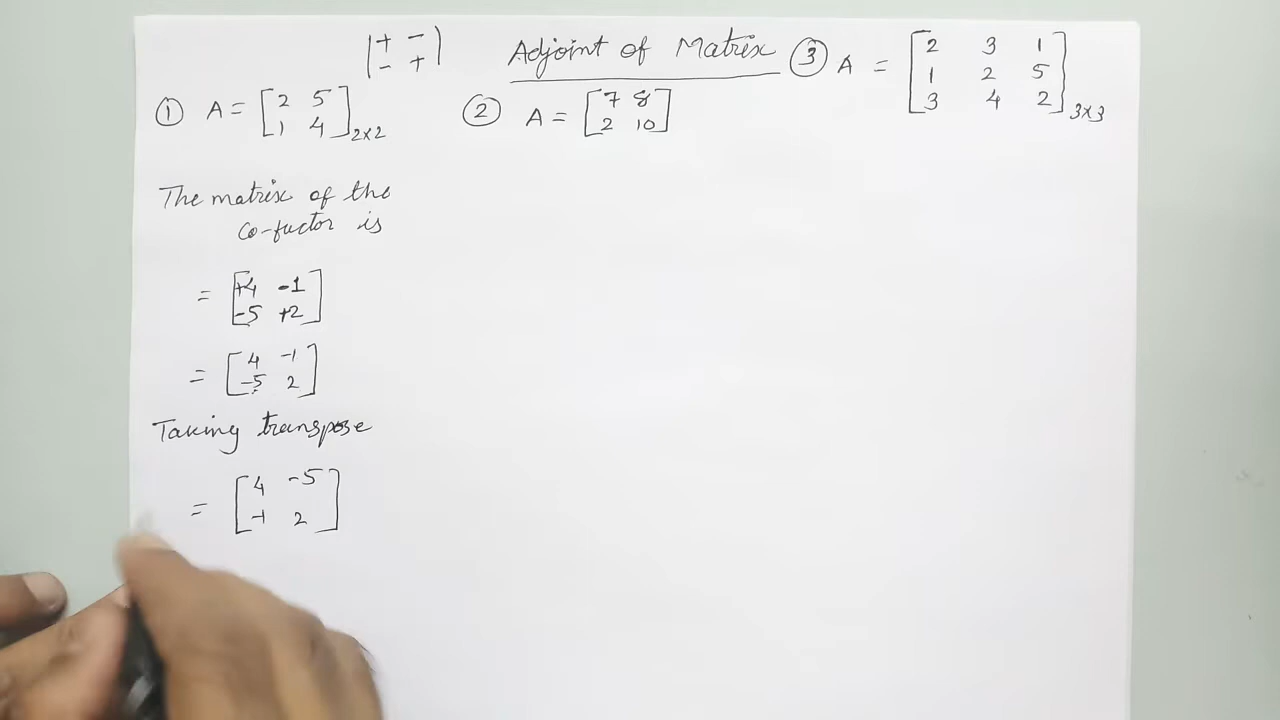 Adjoint of Matrix
| + - |
| - + |
① A = [ 2 5
1 4 ] 2x2
② A = [ 7 8
2 10 ]
③ A = [ 2 3 1
1 2 5
3 4 2 ] 3x3
The matrix of the
co-factor is
= [ +4 -1
-5 +2 ]
= [ 4 -1
-5 2 ]
Taking transpose
= [ 4 -5
-1 2 ]